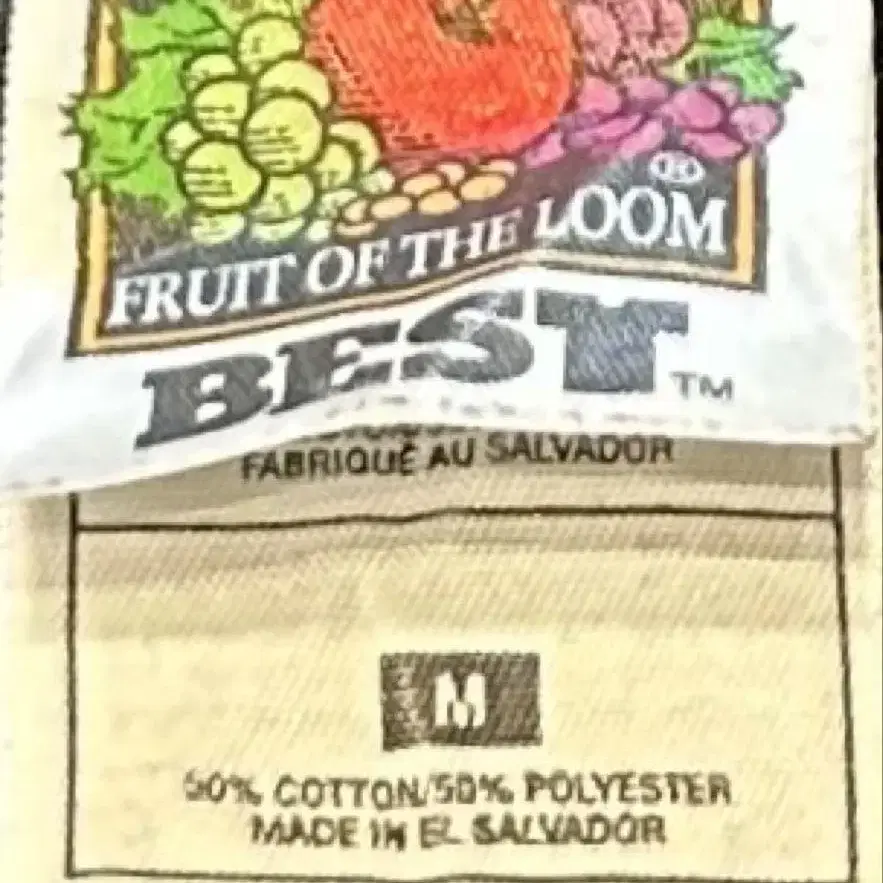 ®
FRUIT OF THE LOOM
BEST™
FABRIQUÉ AU SALVADOR
M
50% COTTON/50% POLYESTER
MADE IN EL SALVADOR